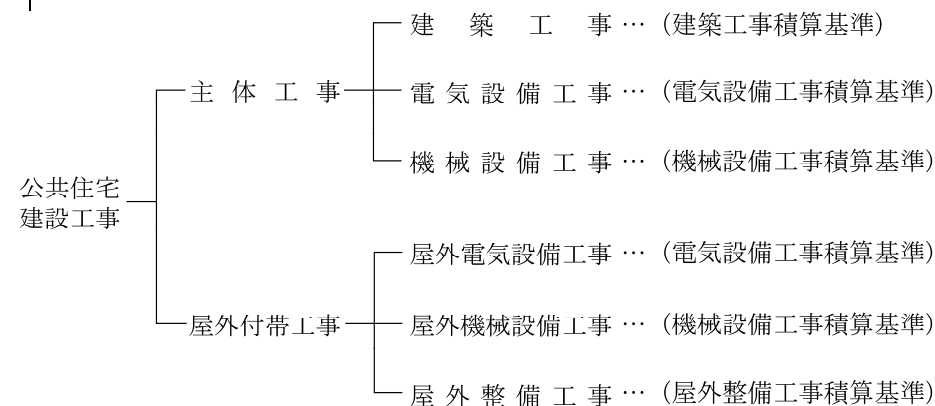 建築工事…（建築工事積算基準）
主体工事
電気設備工事…（電気設備工事積算基準）
機械設備工事…（機械設備工事積算基準）
公共住宅
建設工事
屋外電気設備工事…（電気設備工事積算基準）
屋外付帯工事
屋外機械設備工事…（機械設備工事積算基準）
屋外整備工事…（屋外整備工事積算基準）